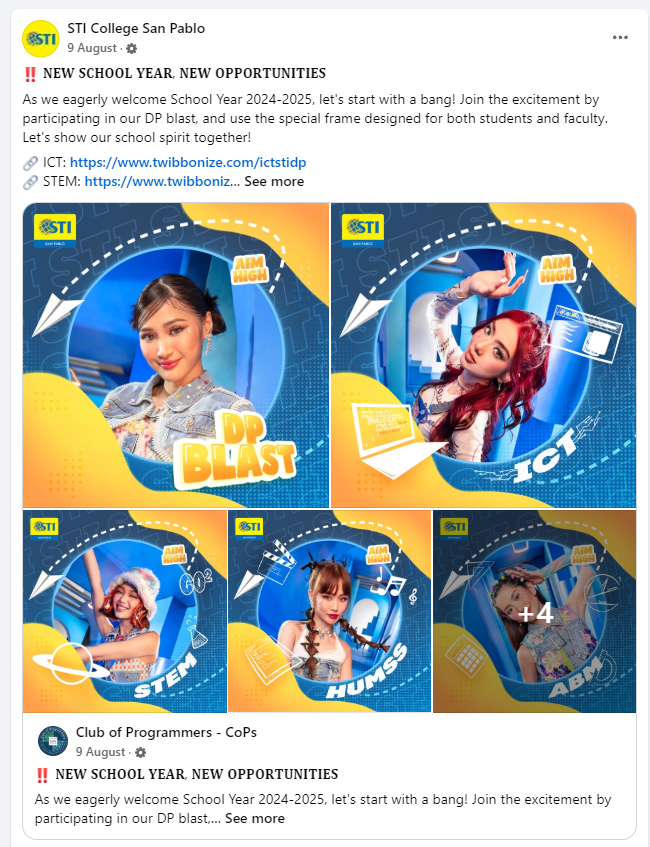 STI College San Pablo
9 August ·
‼ NEW SCHOOL YEAR, NEW OPPORTUNITIES
As we eagerly welcome School Year 2024-2025, let's start with a bang! Join the excitement by
participating in our DP blast, and use the special frame designed for both students and faculty.
Let's show our school spirit together!
🔗 ICT: https://www.twibbonize.com/ictstidp
🔗 STEM: https://www.twibboniz... See more
STI
SAN PABLO
AIM
HIGH
DP
BLAST
STI
SAN PABLO
AIM
HIGH
ICT
STI
AIM
HIGH
STEM
STI
AIM
HIGH
HUMSS
STI
AIM
HIGH
+4
ABM
Club of Programmers - CoPs
9 August ·
‼ NEW SCHOOL YEAR, NEW OPPORTUNITIES
As we eagerly welcome School Year 2024-2025, let's start with a bang! Join the excitement by
participating in our DP blast,... See more